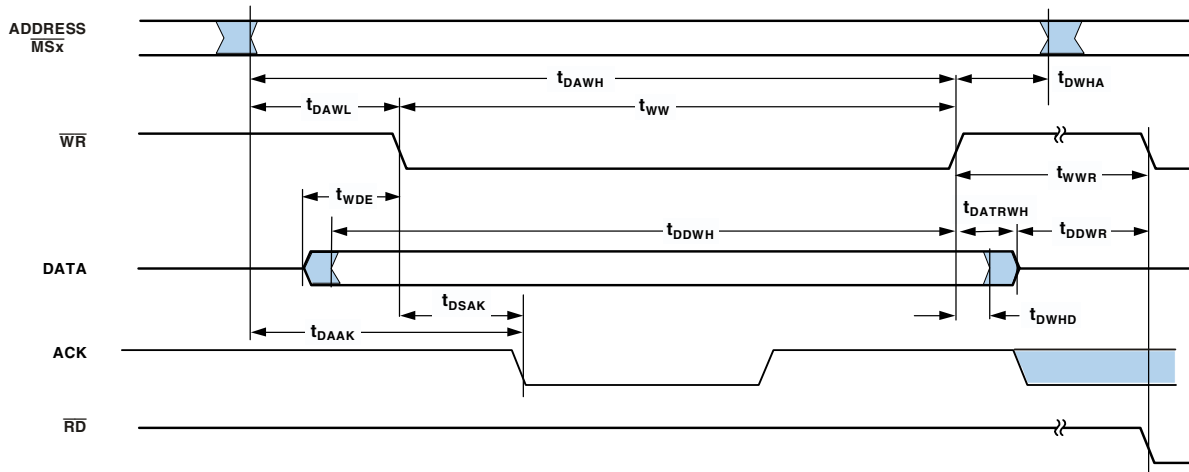 ADDRESS
MSx
tDAWH
tDWHA
tDAWL
tWW
WR
tWDE
tWWR
tDATRWH
tDDWH
tDDWR
DATA
tDSAK
tDWHD
tDAAK
ACK
RD